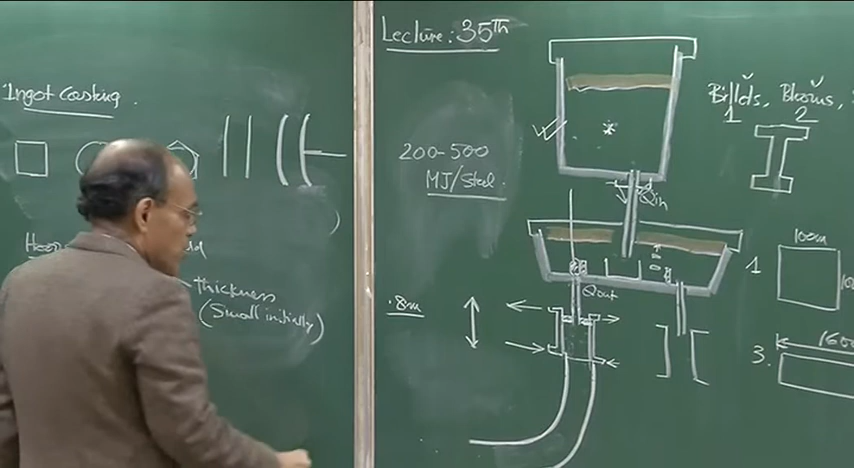 Ingot Casting.
thickness
(Small initially)
Lecture: 35th
200-500
MJ/Steel.
.8m
Qin
Qout
Billets, Blooms,
1 2
1
3.